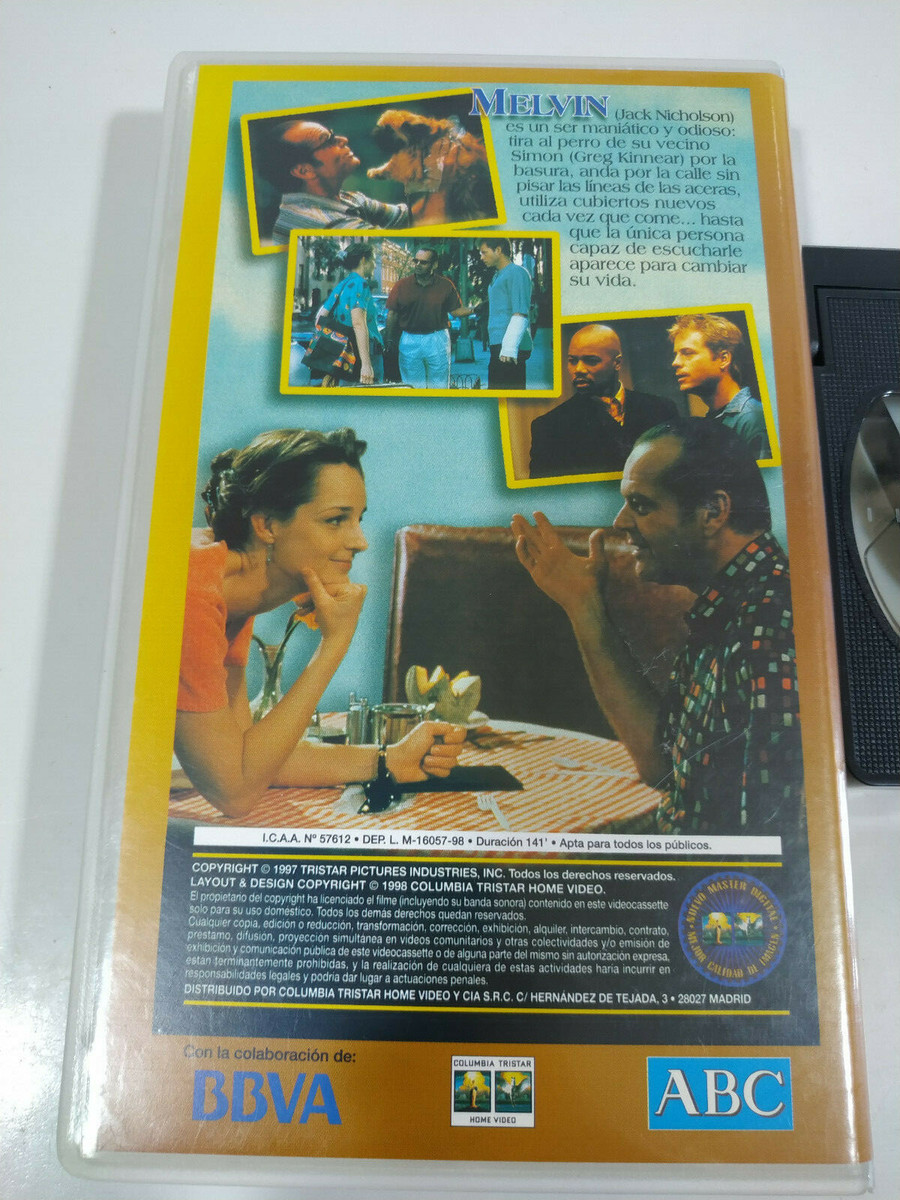 MELVIN (Jack Nicholson)
es un ser maniático y odioso:
tira al perro de su vecino
Simon (Greg Kinnear) por la
basura, anda por la calle sin
pisar las líneas de las aceras,
utiliza cubiertos nuevos
cada vez que come... hasta
que la única persona
capaz de escucharle
aparece para cambiar
su vida.
I.C.A.A. Nº 57612 • DEP. L. M-16057-98 • Duración 141' • Apta para todos los públicos.
COPYRIGHT © 1997 TRISTAR PICTURES INDUSTRIES, INC. Todos los derechos reservados.
LAYOUT & DESIGN COPYRIGHT © 1998 COLUMBIA TRISTAR HOME VIDEO.
El propietario del copyright ha licenciado el filme (incluyendo su banda sonora) contenido en este videocassette
solo para su uso doméstico. Todos los demás derechos quedan reservados.
Cualquier copia, edición o reducción, transformación, corrección, exhibición, alquiler, intercambio, contrato,
prestamo, difusion, proyección simultánea en videos comunitarios y otras colectividades y/o emisión de
exhibición y comunicación publica de este videocassette o de alguna parte del mismo sin autorización expresa,
están terminantemente prohibidas, y la realización de cualquiera de estas actividades haría incurrir en
responsabilidades legales y podría dar lugar a actuaciones penales.
DISTRIBUIDO POR COLUMBIA TRISTAR HOME VIDEO Y CIA S.R.C. C/ HERNÁNDEZ DE TEJADA, 3 • 28027 MADRID
NUEVO MASTER DIGITAL
MEJOR CALIDAD DE IMAGEN
Con la colaboración de:
BBVA
COLUMBIA TRISTAR
HOME VIDEO
ABC